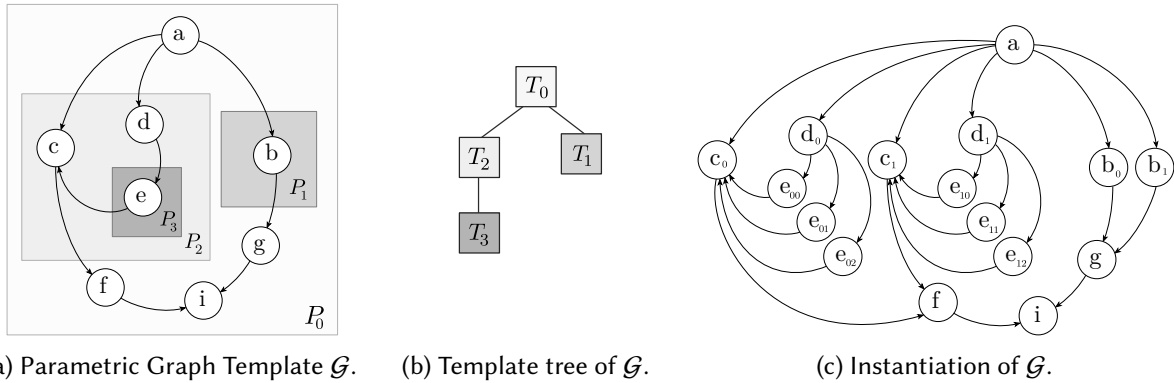 a
d
c
b
e
P₃
P₂
P₁
g
f
i
P₀
T₀
T₂
T₁
T₃
a
d₀
d₁
c₀
c₁
b₀
b₁
e₀₀
e₁₀
e₀₁
e₁₁
e₀₂
e₁₂
g
f
i
a) Parametric Graph Template 𝒢.
(b) Template tree of 𝒢.
(c) Instantiation of 𝒢.